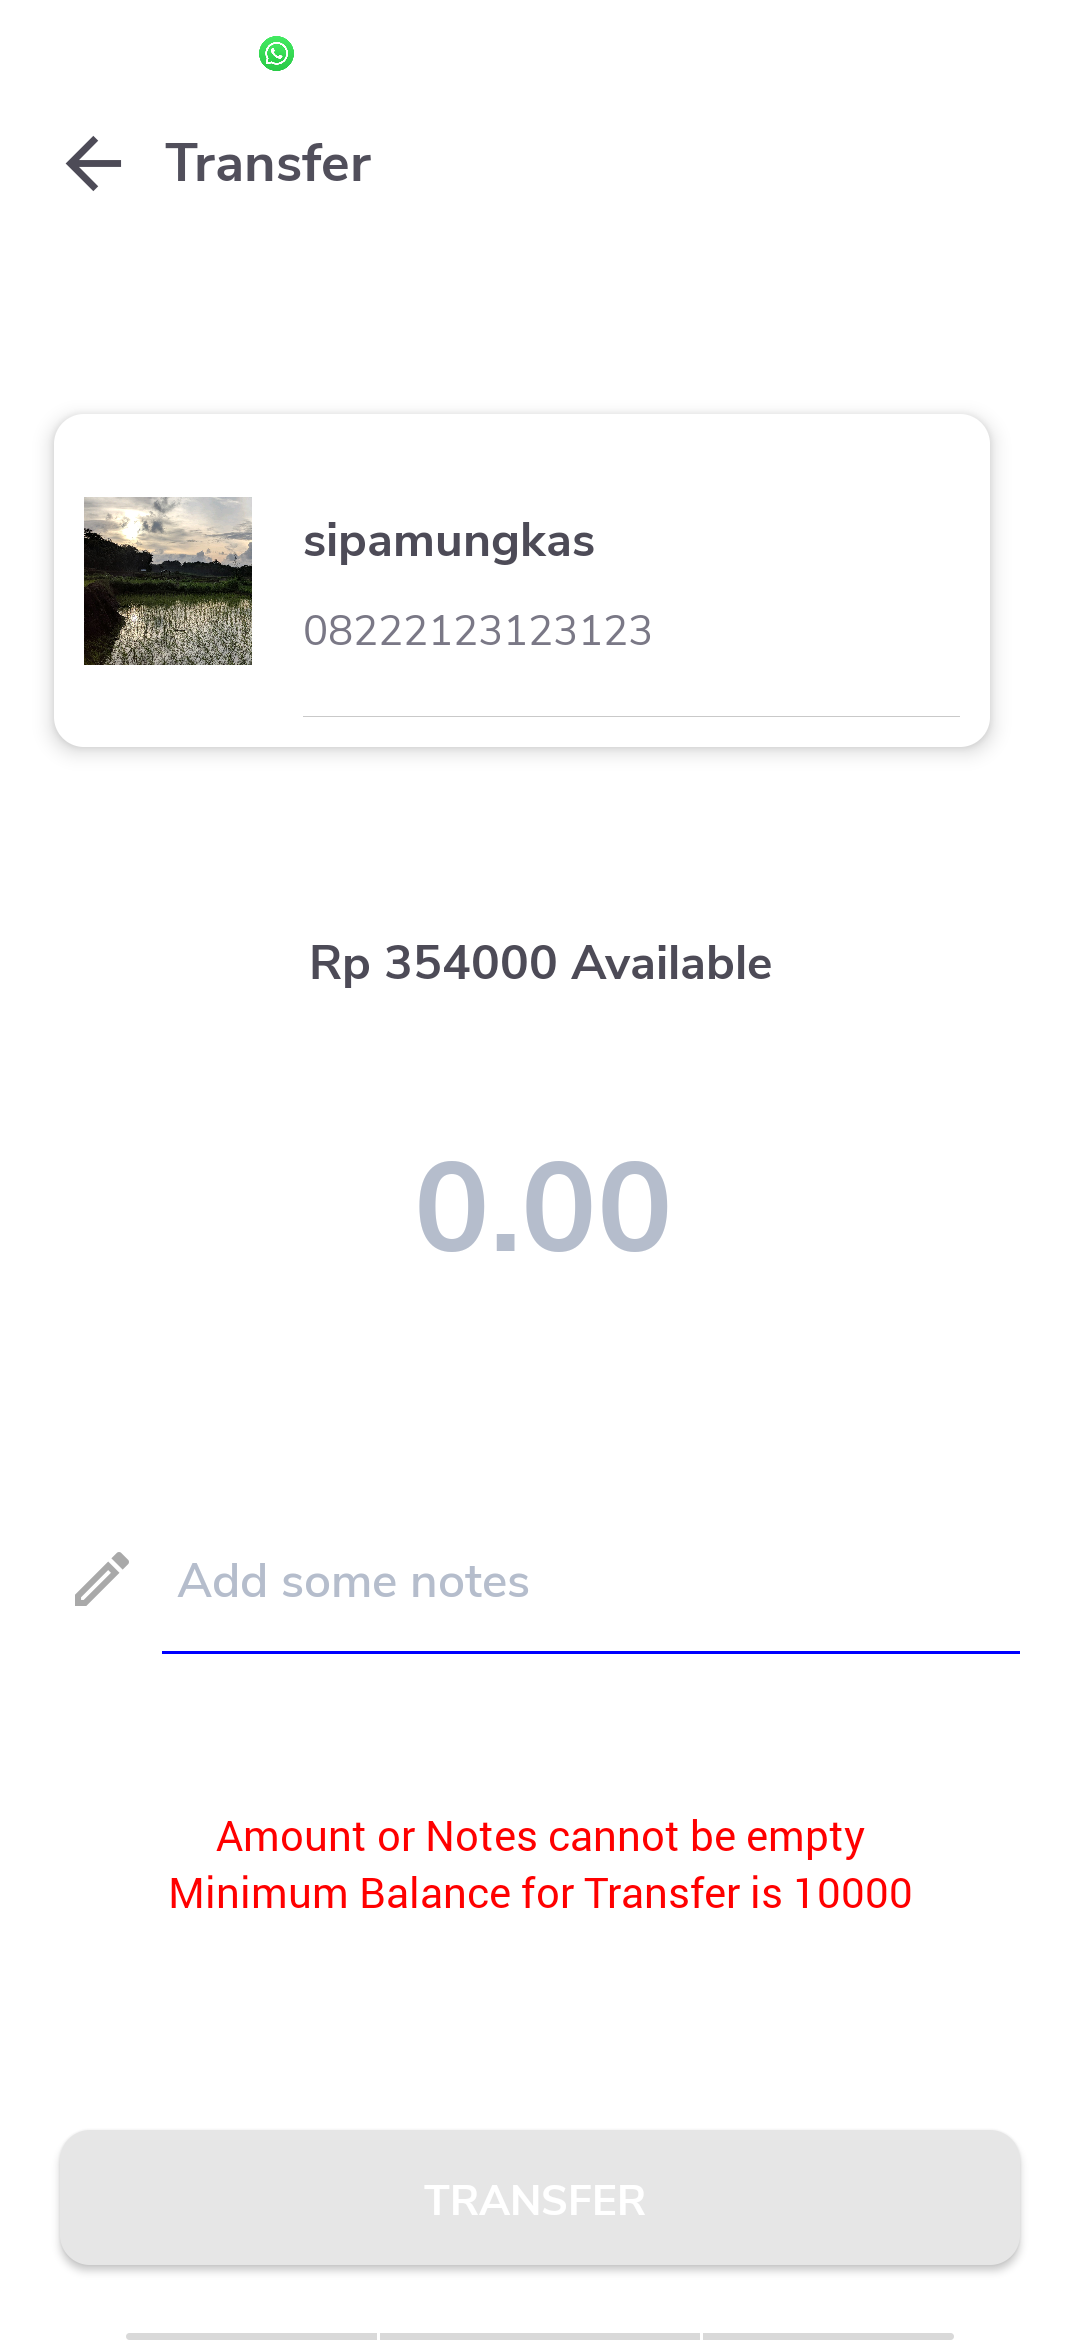 Transfer
sipamungkas
08222123123123
Rp 354000 Available
0.00
Add some notes
Amount or Notes cannot be empty
Minimum Balance for Transfer is 10000
TRANSFER